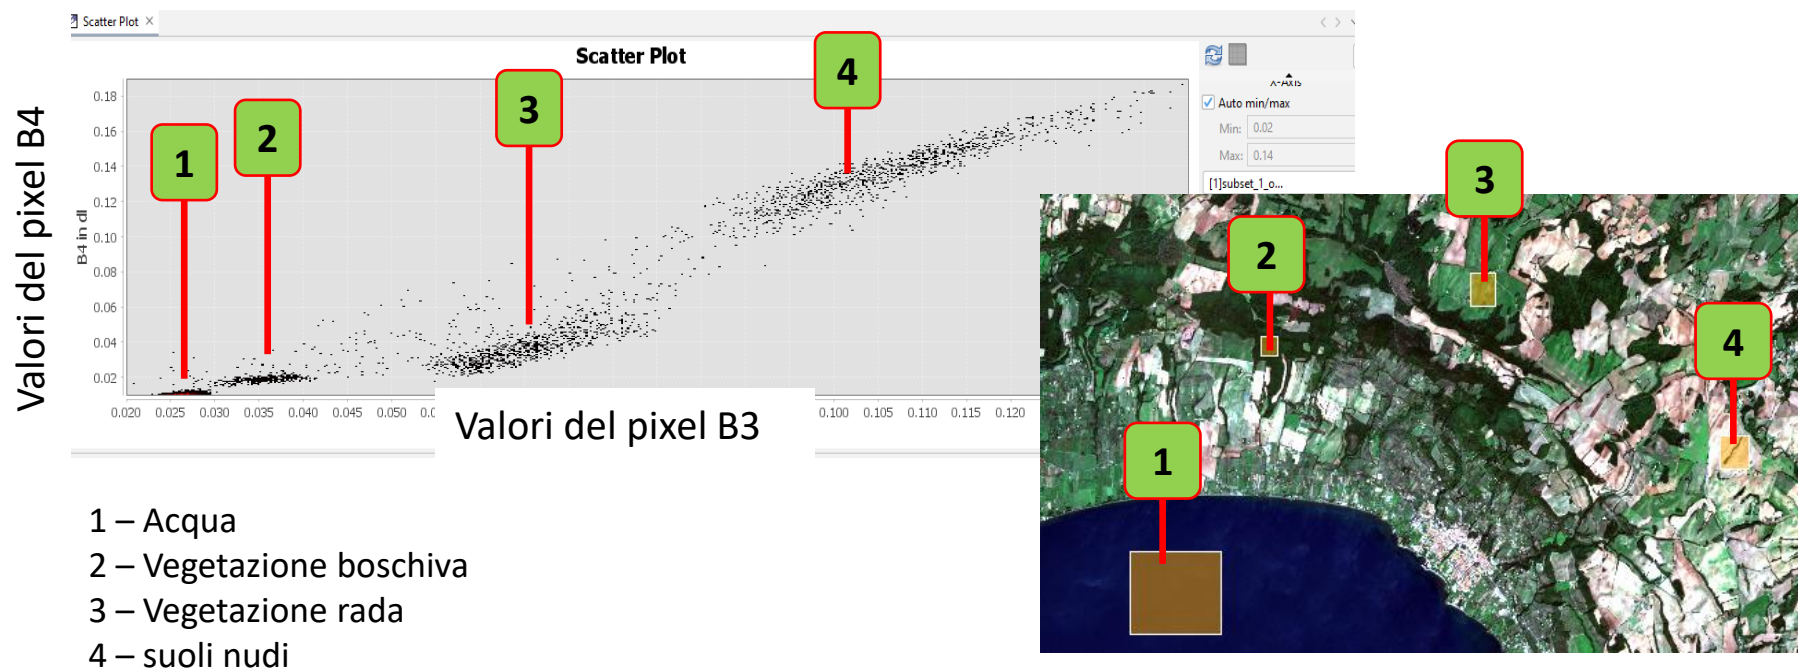 Scatter Plot
Scatter Plot
Valori del pixel B4
B4 in dl
0.18
0.16
0.14
0.12
0.10
0.08
0.06
0.04
0.02
0.020 0.025 0.030 0.035 0.040 0.045 0.050 0.100 0.105 0.110 0.115 0.120
Valori del pixel B3
1
2
3
4
X-Axis
Auto min/max
Min: 0.02
Max: 0.14
[1]subset_1_o...
3
2
4
1
1 – Acqua
2 – Vegetazione boschiva
3 – Vegetazione rada
4 – suoli nudi